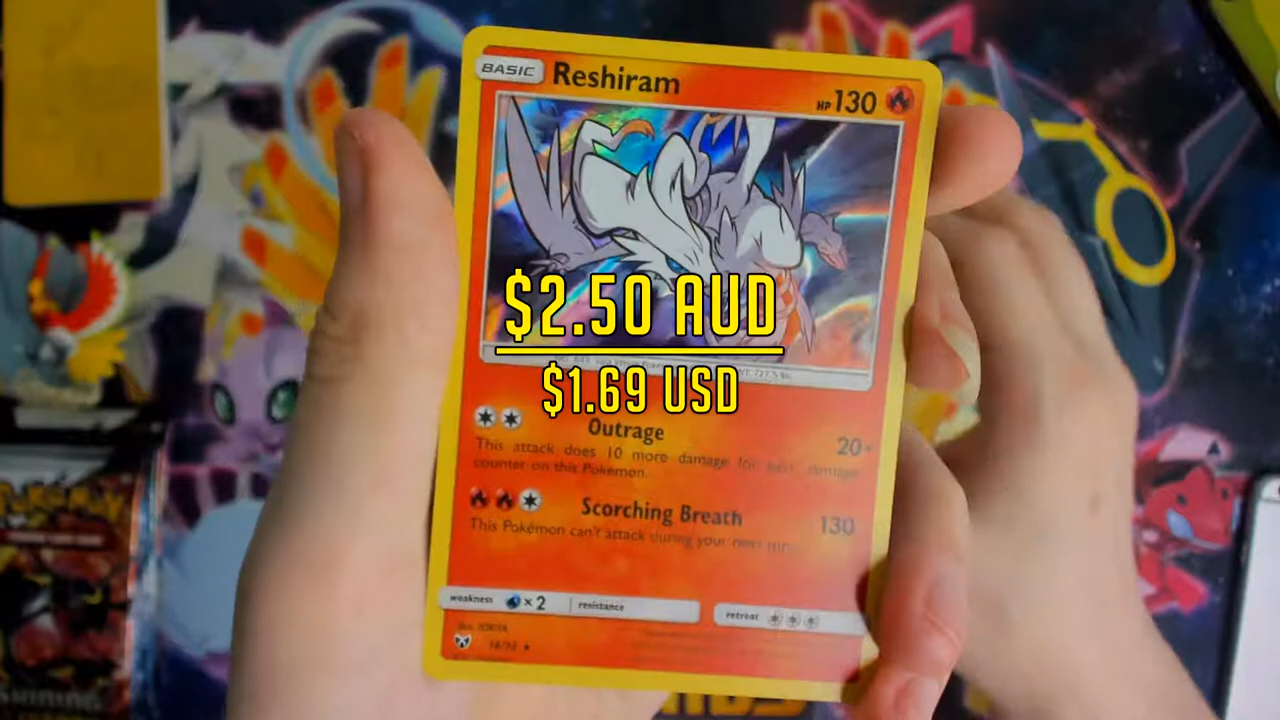 BASIC Reshiram HP130
$2.50 AUD
$1.69 USD
Outrage 20+
This attack does 10 more damage for each damage
counter on this Pokémon.
Scorching Breath 130
This Pokémon can't attack during your next turn.
weakness ×2 resistance retreat